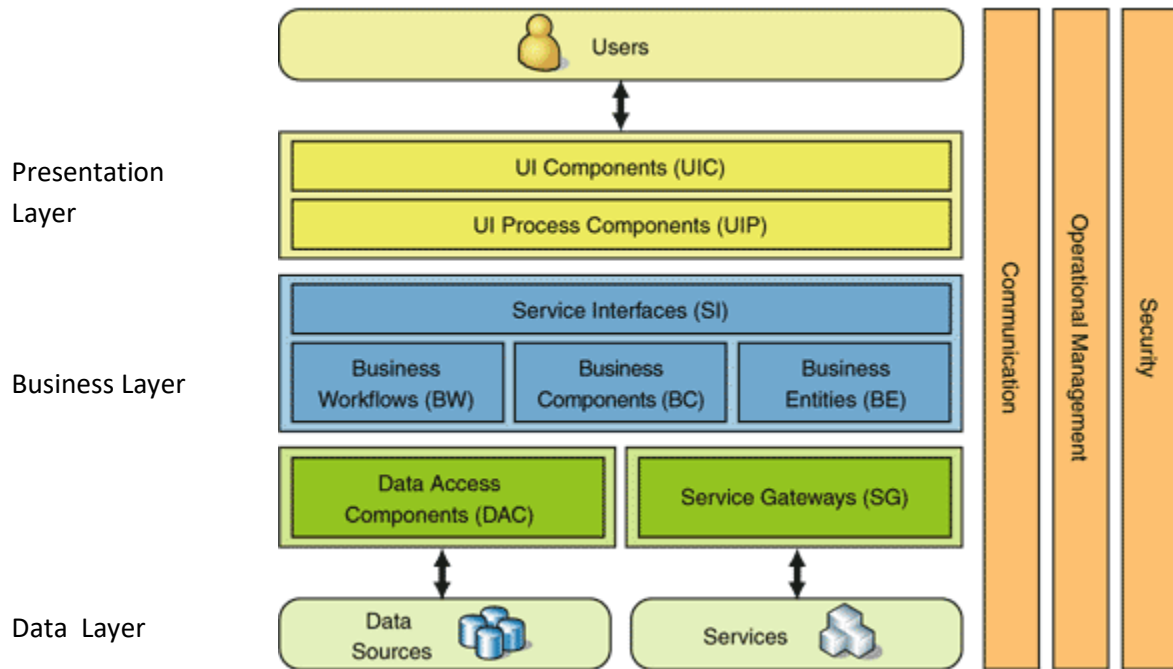 Users
Presentation
Layer
UI Components (UIC)
UI Process Components (UIP)
Business Layer
Service Interfaces (SI)
Business
Workflows (BW)
Business
Components (BC)
Business
Entities (BE)
Data Access
Components (DAC)
Service Gateways (SG)
Data Layer
Data
Sources
Services
Communication
Operational Management
Security